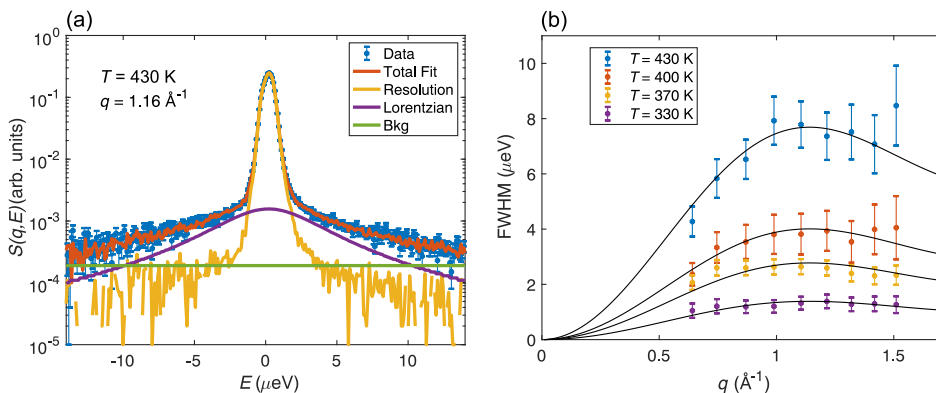 (a)
10^0
10^-1
10^-2
10^-3
10^-4
10^-5
S(q,E)(arb. units)
T = 430 K
q = 1.16 Å^-1
Data
Total Fit
Resolution
Lorentzian
Bkg
-10
-5
0
5
10
E (μeV)
(b)
10
8
6
4
2
0
FWHM (μeV)
T = 430 K
T = 400 K
T = 370 K
T = 330 K
0
0.5
1
1.5
q (Å^-1)